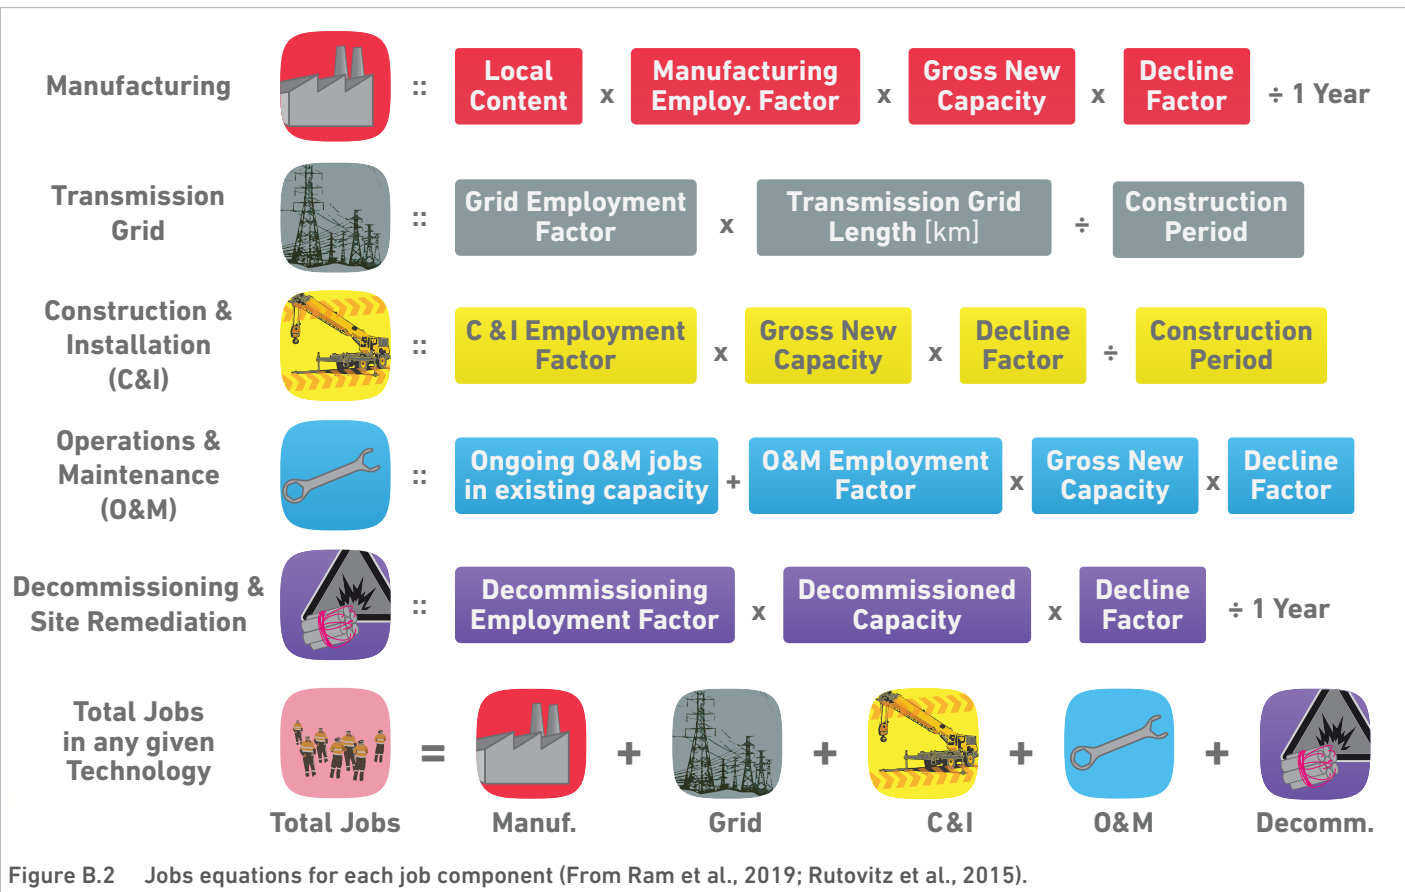 Manufacturing :: Local Content x Manufacturing Employ. Factor x Gross New Capacity x Decline Factor ÷ 1 Year
Transmission Grid :: Grid Employment Factor x Transmission Grid Length [km] ÷ Construction Period
Construction & Installation (C&I) :: C & I Employment Factor x Gross New Capacity x Decline Factor ÷ Construction Period
Operations & Maintenance (O&M) :: Ongoing O&M jobs in existing capacity + O&M Employment Factor x Gross New Capacity x Decline Factor
Decommissioning & Site Remediation :: Decommissioning Employment Factor x Decommissioned Capacity x Decline Factor ÷ 1 Year
Total Jobs in any given Technology = + + + +
Total Jobs Manuf. Grid C&I O&M Decomm.
Figure B.2 Jobs equations for each job component (From Ram et al., 2019; Rutovitz et al., 2015).